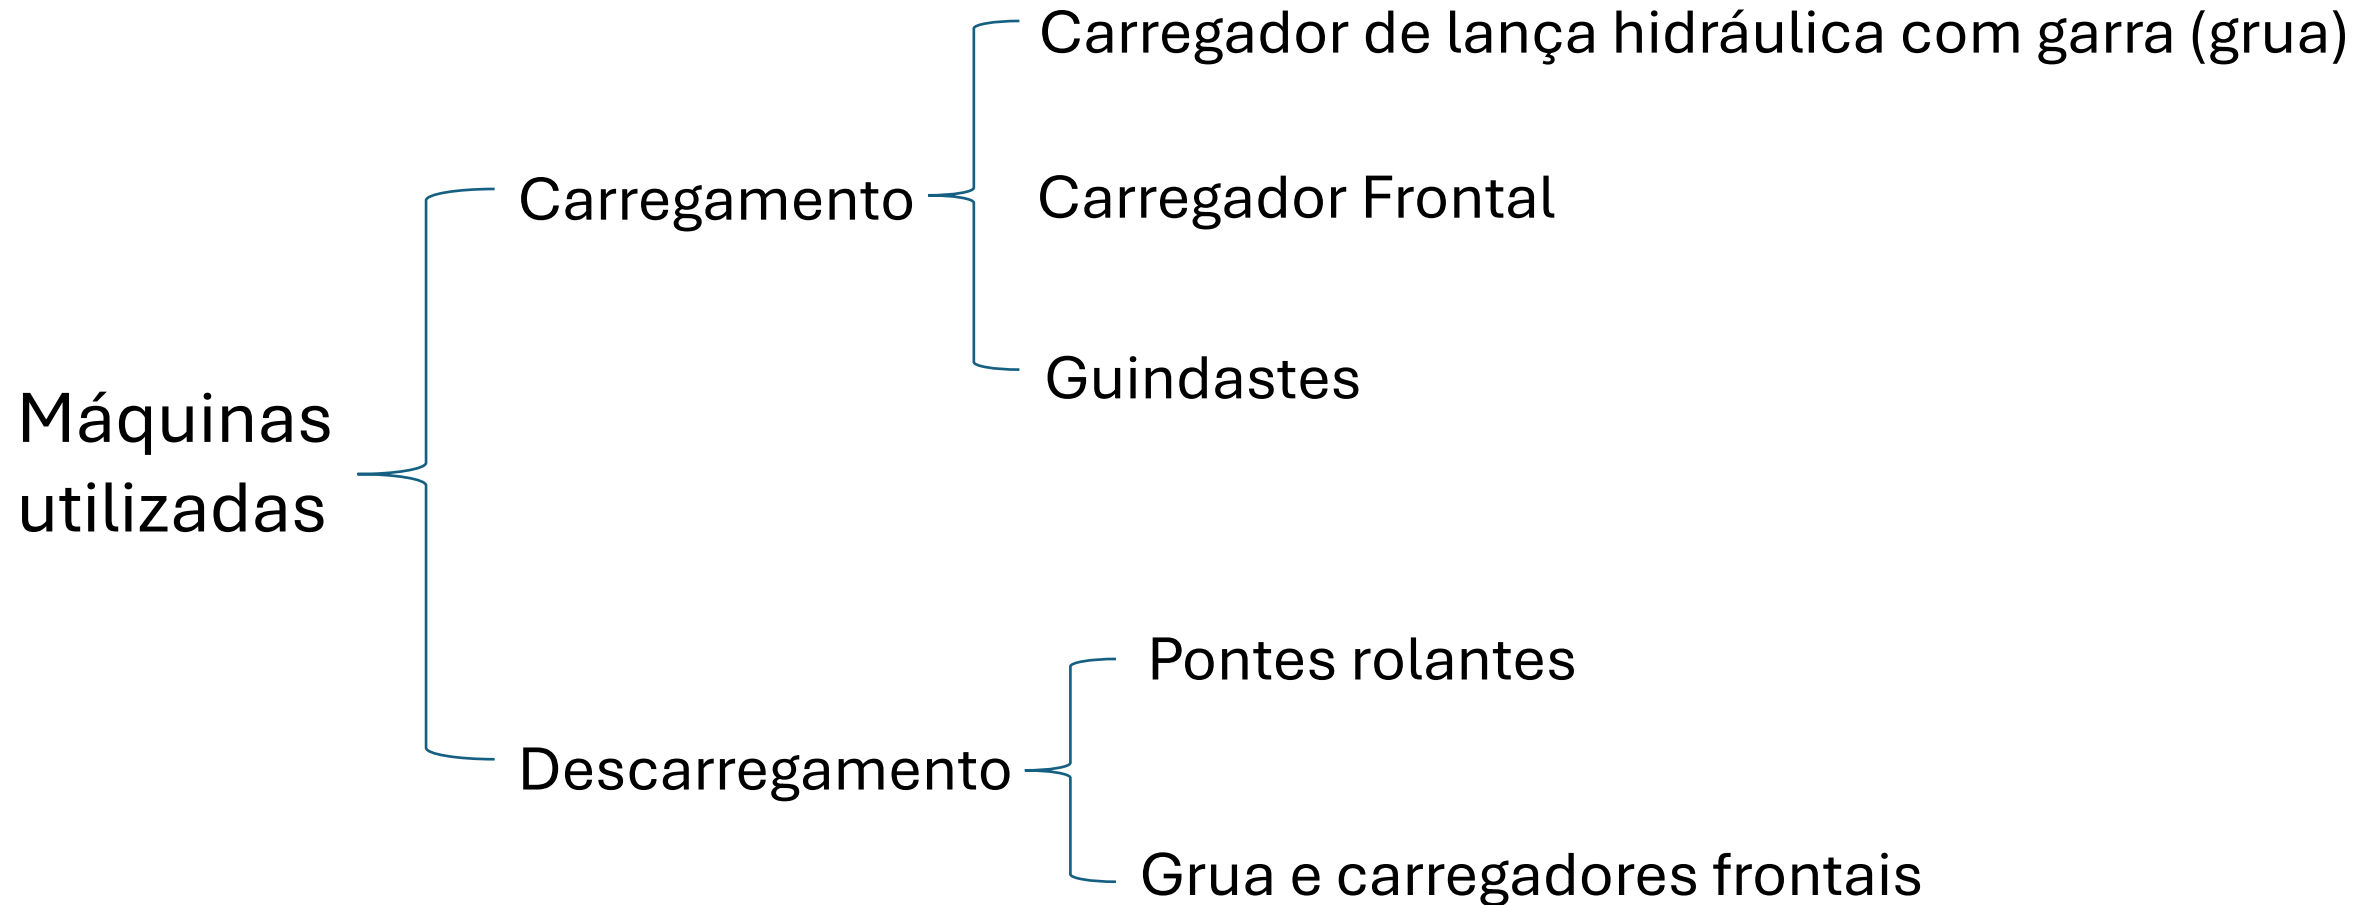 Carregador de lança hidráulica com garra (grua)
Carregamento
Carregador Frontal
Guindastes
Máquinas
utilizadas
Pontes rolantes
Descarregamento
Grua e carregadores frontais